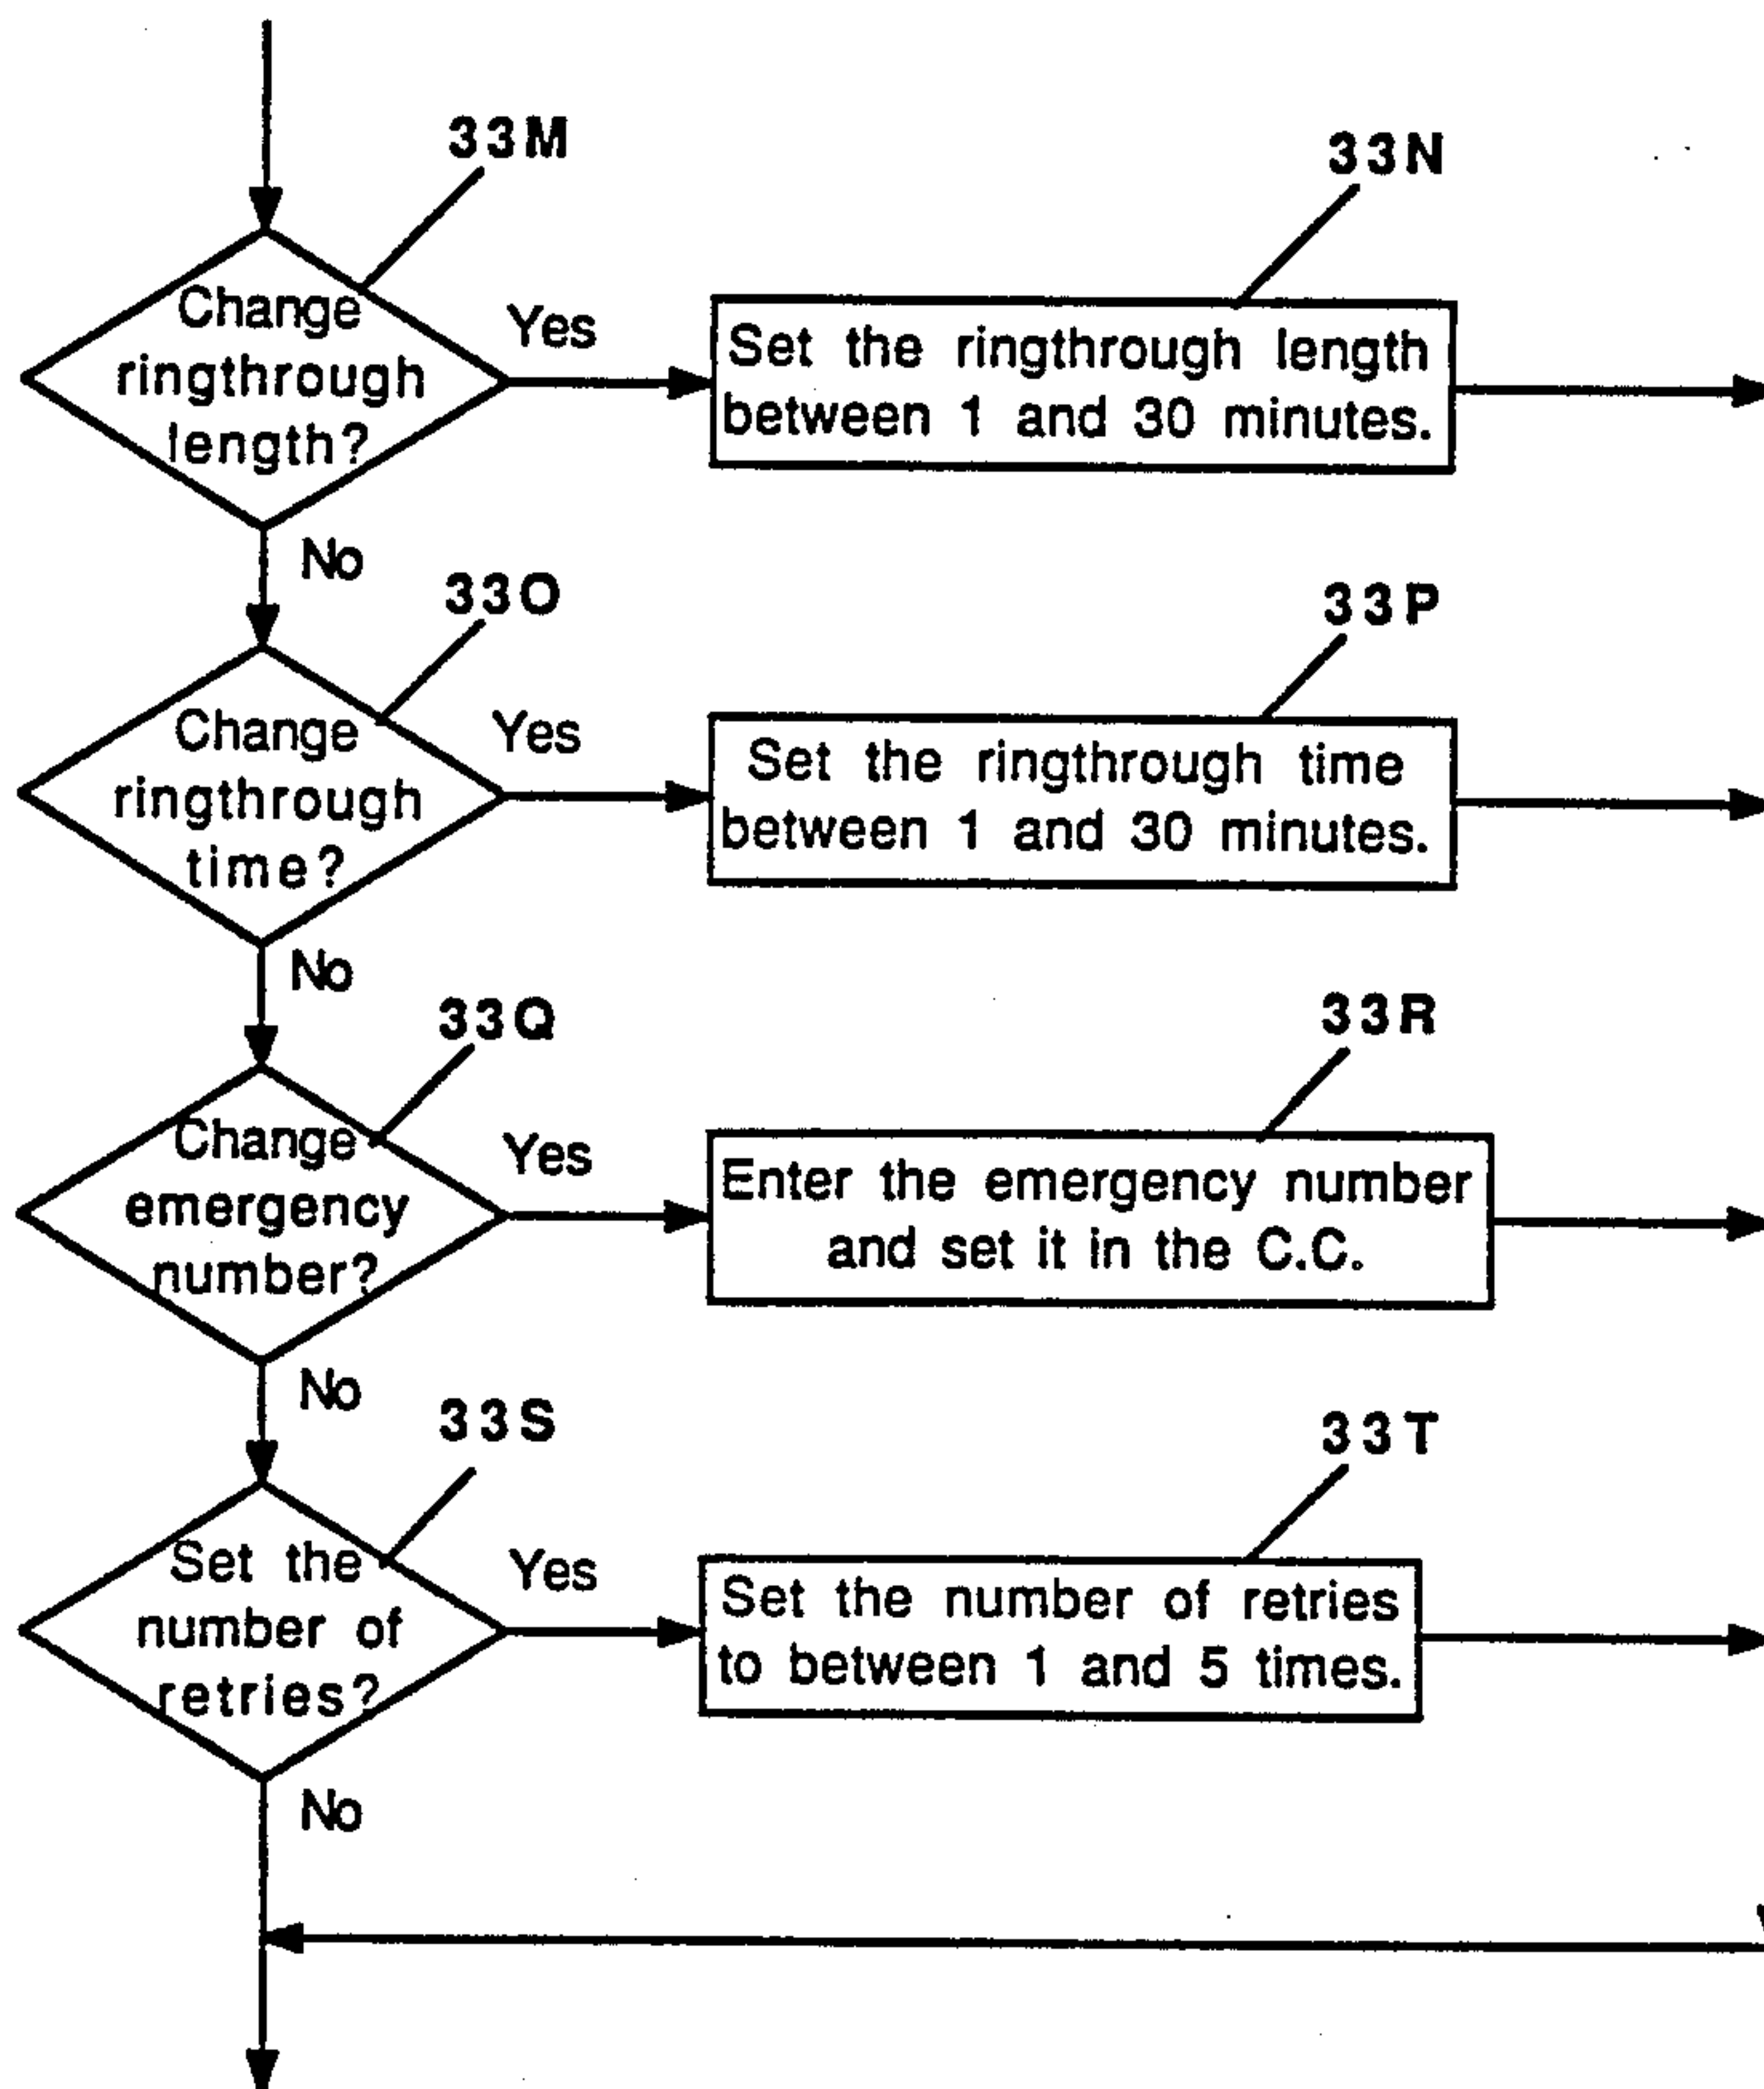 33M
33N
Change
ringthrough
length?
Yes
Set the ringthrough length
between 1 and 30 minutes.
No
33O
33P
Change
ringthrough
time?
Yes
Set the ringthrough time
between 1 and 30 minutes.
No
33Q
33R
Change
emergency
number?
Yes
Enter the emergency number
and set it in the C.C.
No
33S
33T
Set the
number of
retries?
Yes
Set the number of retries
to between 1 and 5 times.
No